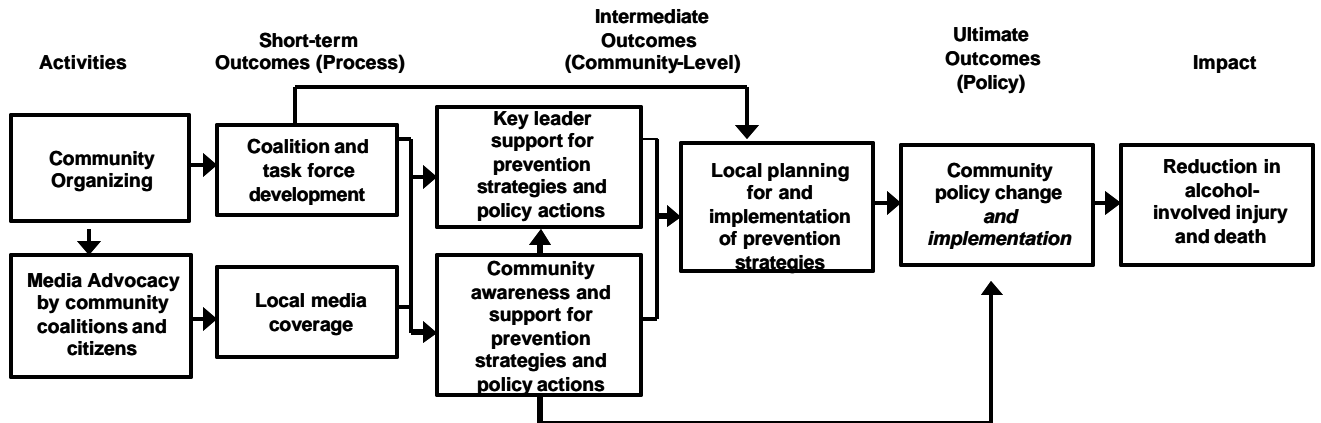 Activities
Short-term
Outcomes (Process)
Intermediate
Outcomes
(Community-Level)
Ultimate
Outcomes
(Policy)
Impact
Community
Organizing
Coalition and
task force
development
Key leader
support for
prevention
strategies and
policy actions
Local planning
for and
implementation
of prevention
strategies
Community
policy change
and
implementation
Reduction in
alcohol-
involved injury
and death
Media Advocacy
by community
coalitions and
citizens
Local media
coverage
Community
awareness and
support for
prevention
strategies and
policy actions